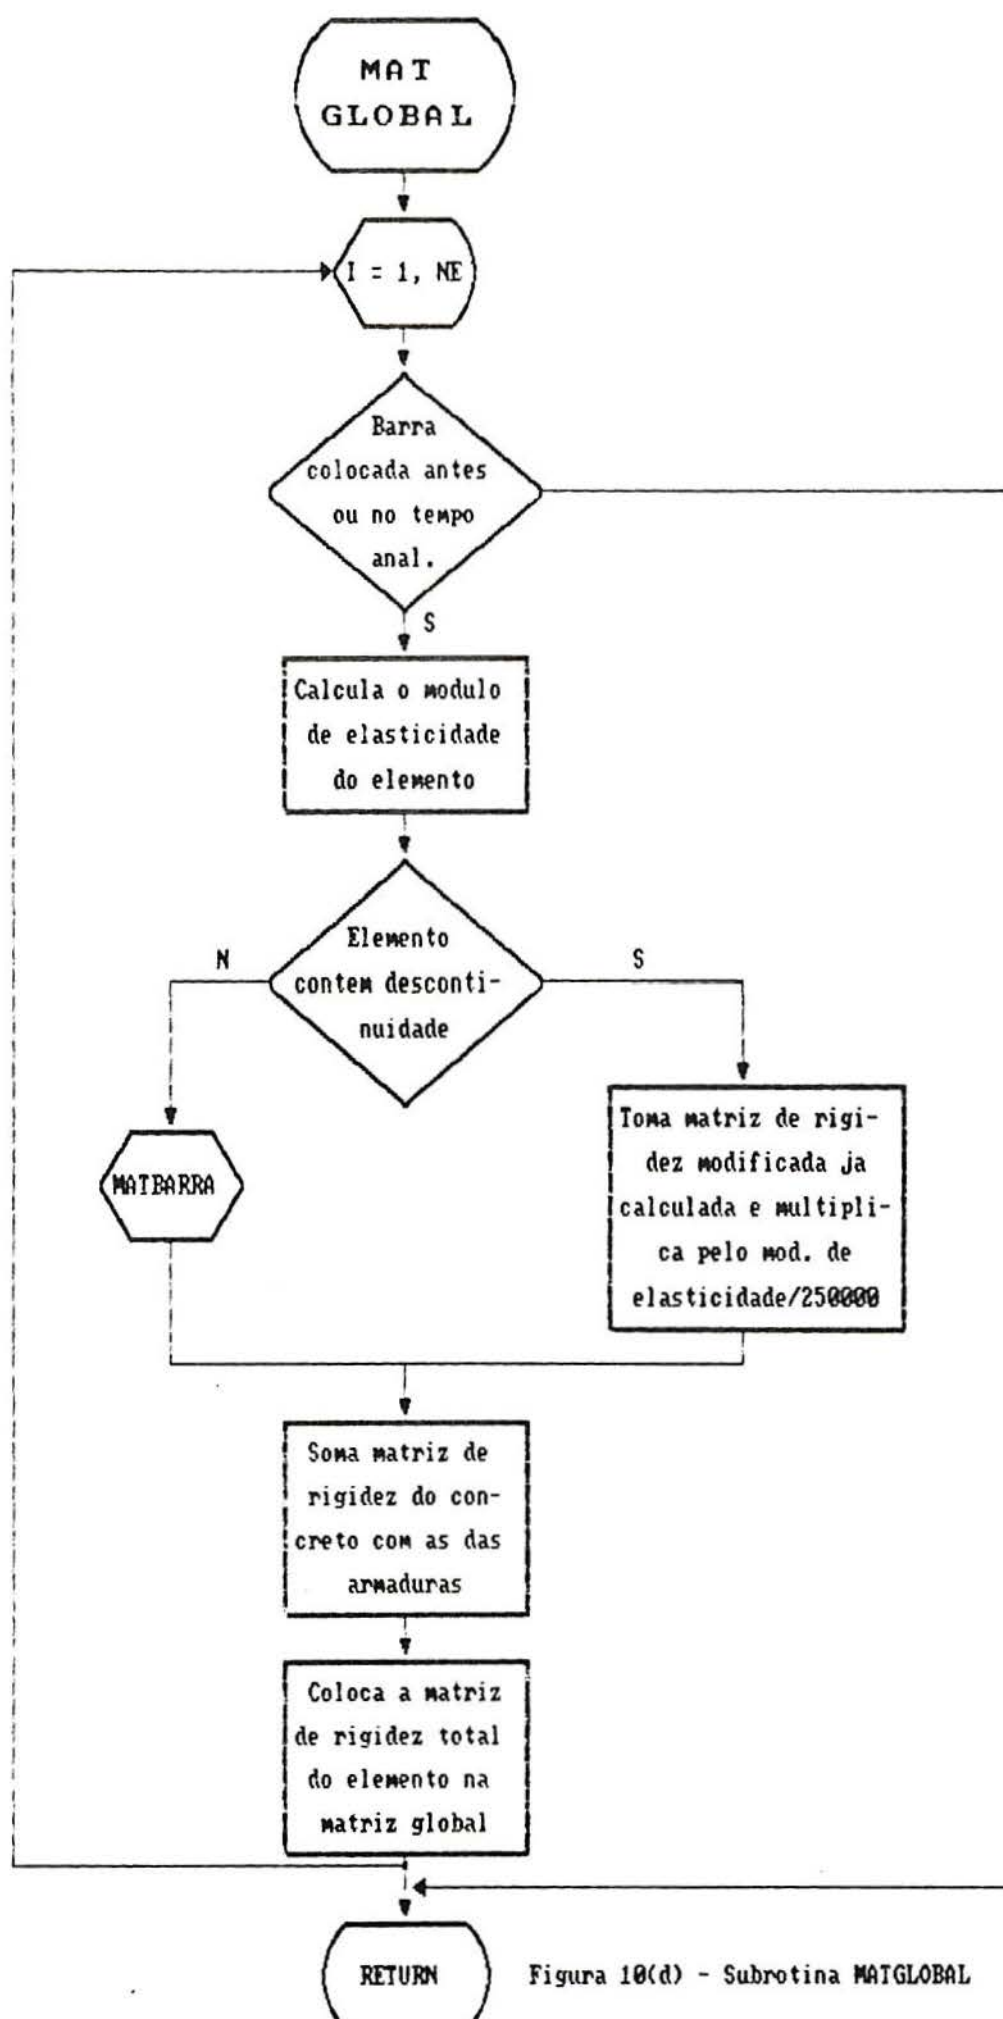 MAT
GLOBAL
I = 1, NE
Barra
colocada antes
ou no tempo
anal.
S
Calcula o modulo
de elasticidade
do elemento
Elemento
contem desconti-
nuidade
N
S
MATBARRA
Toma matriz de rigi-
dez modificada ja
calculada e multipli-
ca pelo mod. de
elasticidade/250000
Soma matriz de
rigidez do con-
creto com as das
armaduras
Coloca a matriz
de rigidez total
do elemento na
matriz global
RETURN
Figura 10(d) - Subrotina MATGLOBAL